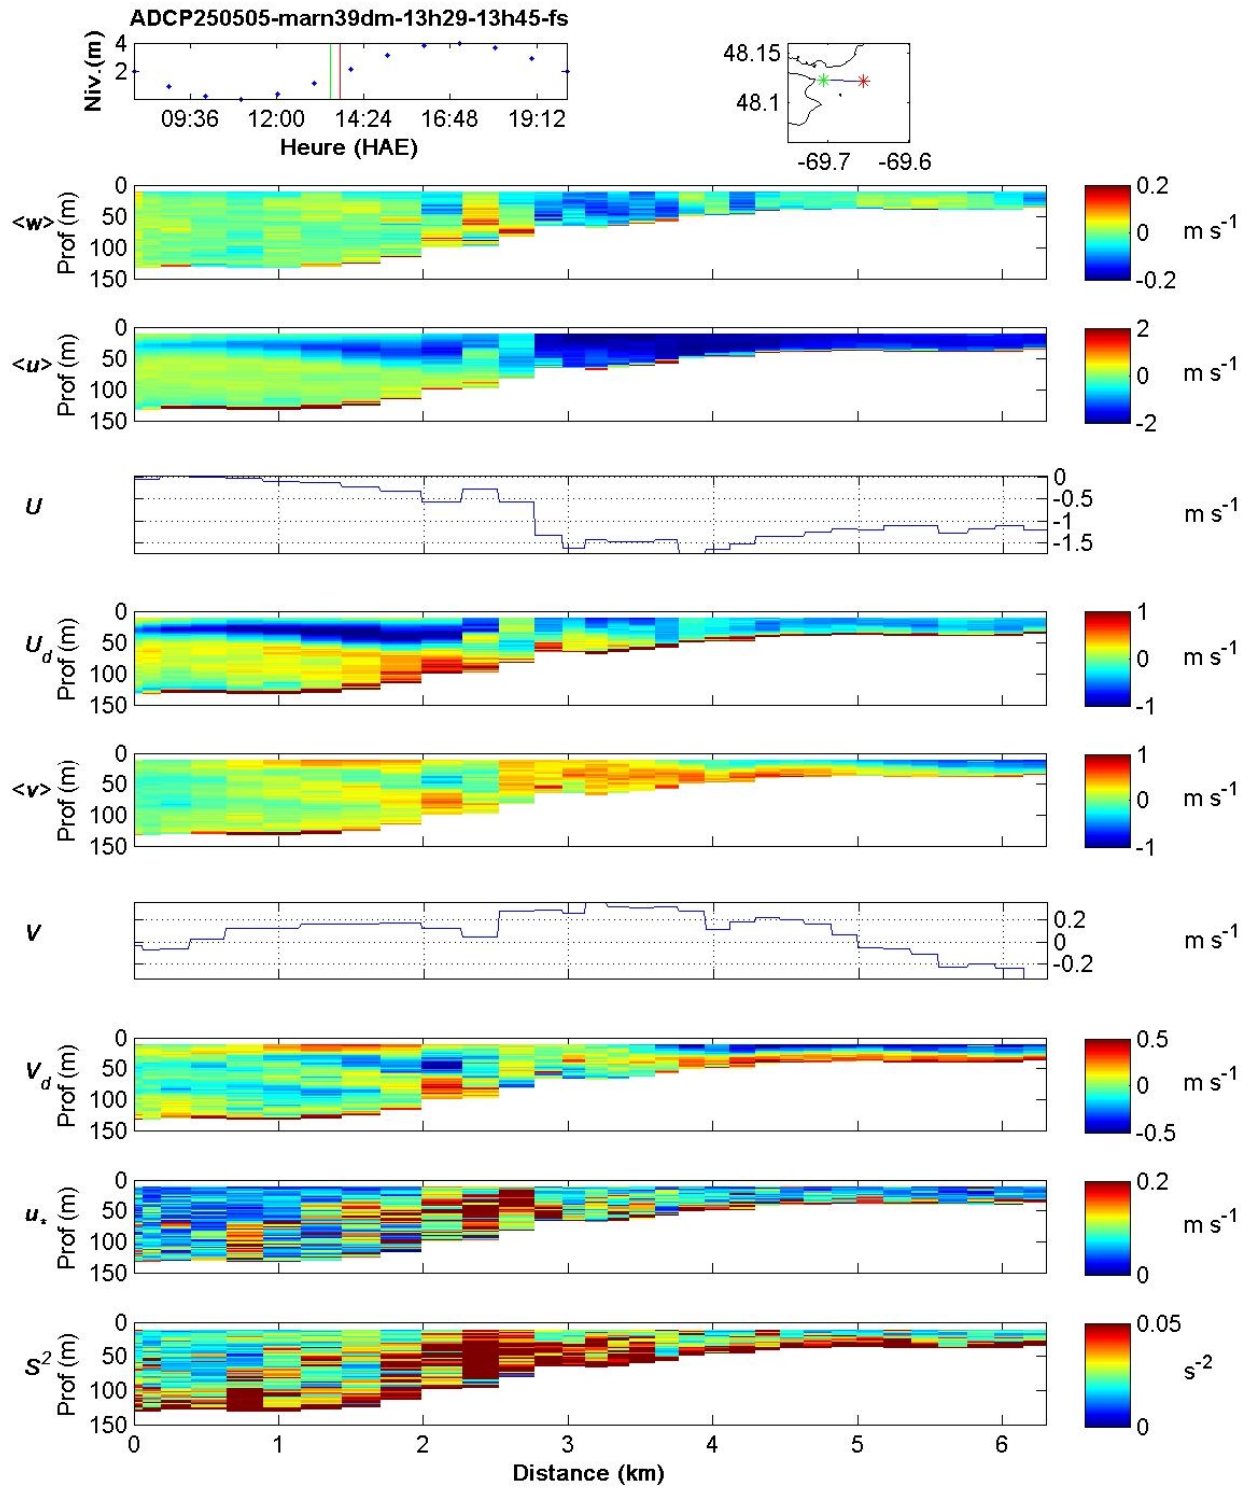 ADCP250505-marn39dm-13h29-13h45-fs
Niv.(m)
4
2
09:36 12:00 14:24 16:48 19:12
Heure (HAE)
48.15
48.1
-69.7 -69.6
<w>
Prof (m)
0
50
100
150
0.2
0
-0.2
m s-1
<u>
Prof (m)
0
50
100
150
2
0
-2
m s-1
U
0
-0.5
-1
-1.5
m s-1
Ud
Prof (m)
0
50
100
150
1
0
-1
m s-1
<v>
Prof (m)
0
50
100
150
1
0
-1
m s-1
V
0.2
0
-0.2
m s-1
Vd
Prof (m)
0
50
100
150
0.5
0
-0.5
m s-1
u*
Prof (m)
0
50
100
150
0.2
0
m s-1
S2
Prof (m)
0
50
100
150
0.05
0
s-2
0 1 2 3 4 5 6
Distance (km)